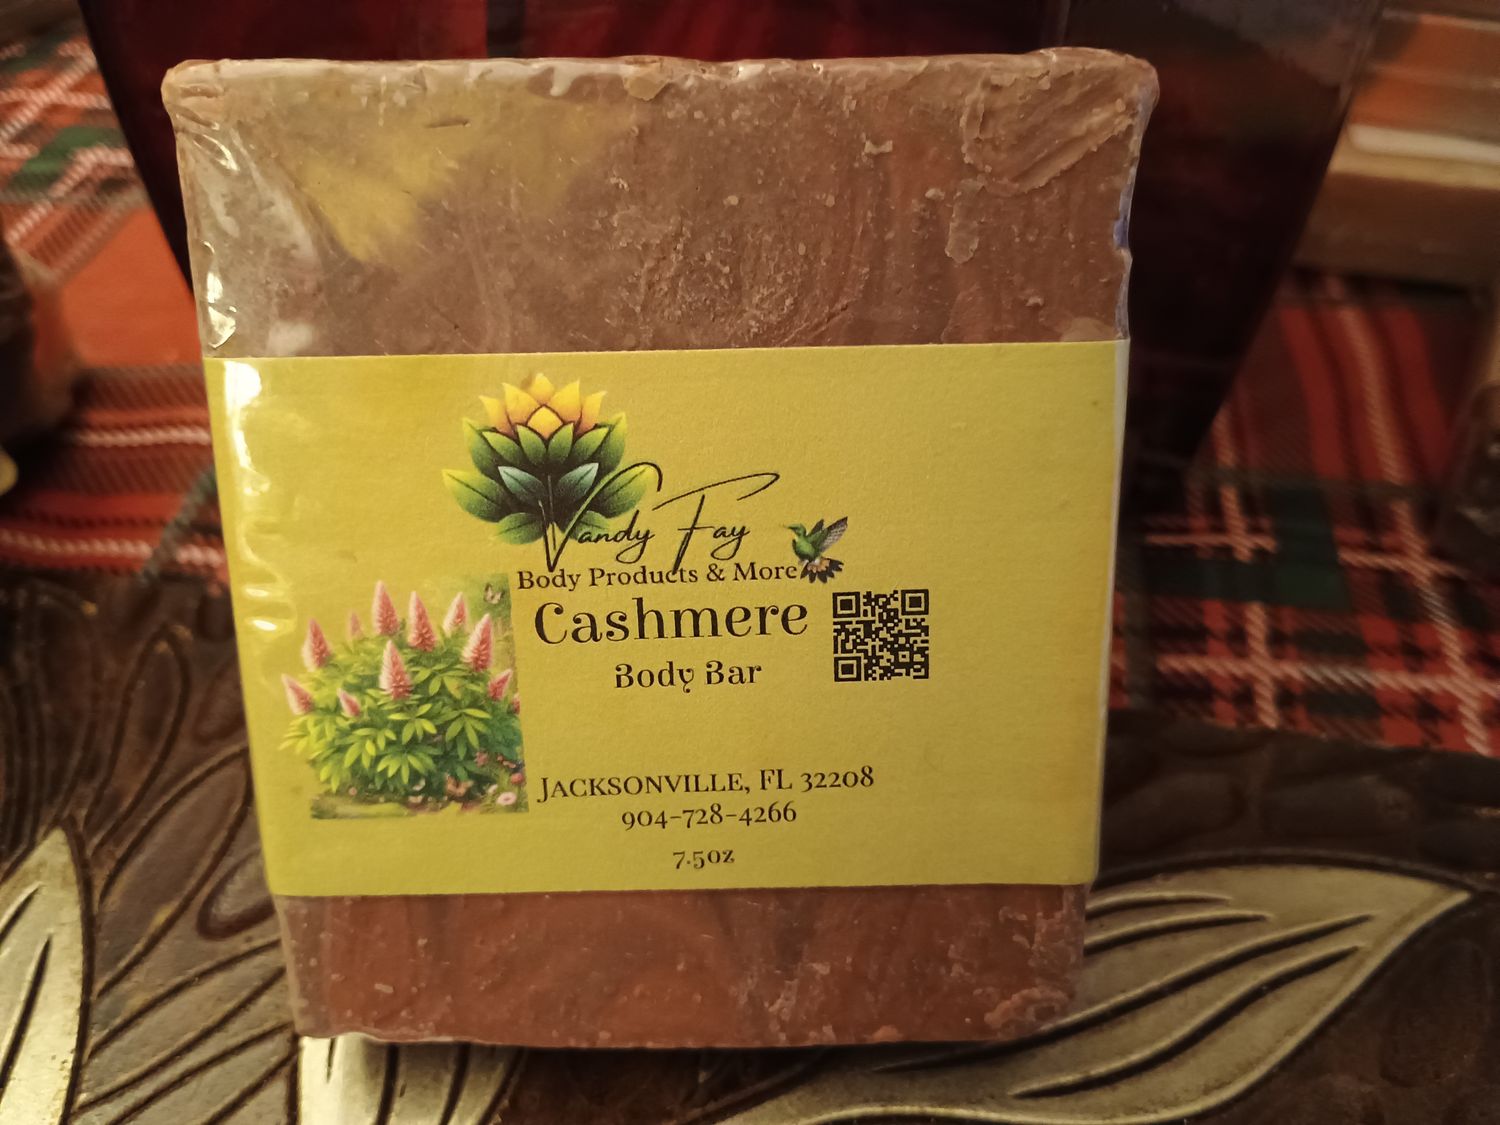 Vandy Fay
Body Products & More
Cashmere
Body Bar
Jacksonville, FL 32208
904-728-4266
7.5oz